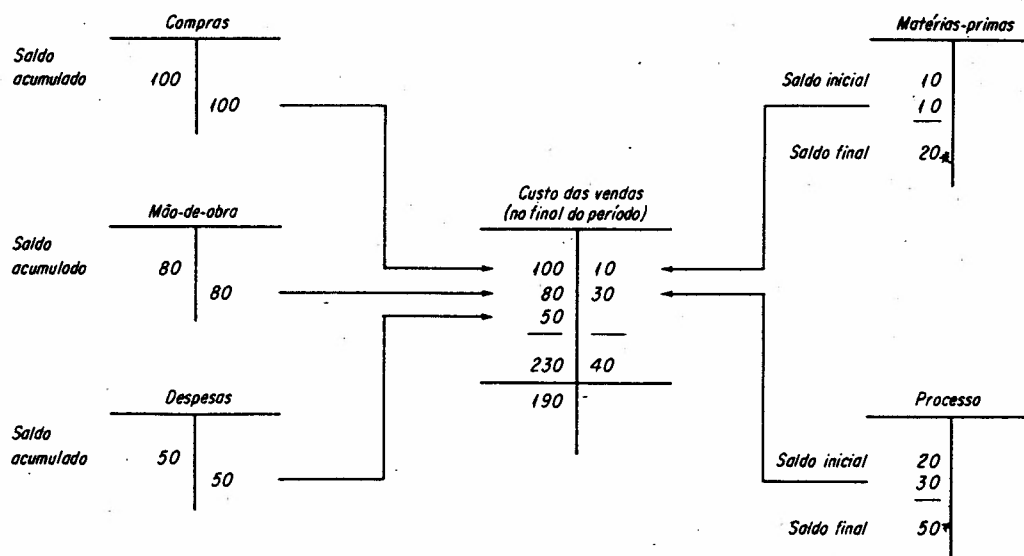 Compras
Saldo
acumulado
100
100
Mão-de-obra
Saldo
acumulado
80
80
Despesas
Saldo
acumulado
50
50
Custo das vendas
(no final do período)
100 10
80 30
50
230 40
190
Matérias-primas
Saldo inicial 10
10
Saldo final 20*
Processo
Saldo inicial 20
30
Saldo final 50*